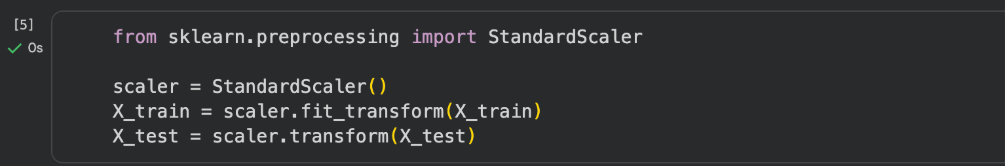 [5]
0s
from sklearn.preprocessing import StandardScaler
scaler = StandardScaler()
X_train = scaler.fit_transform(X_train)
X_test = scaler.transform(X_test)